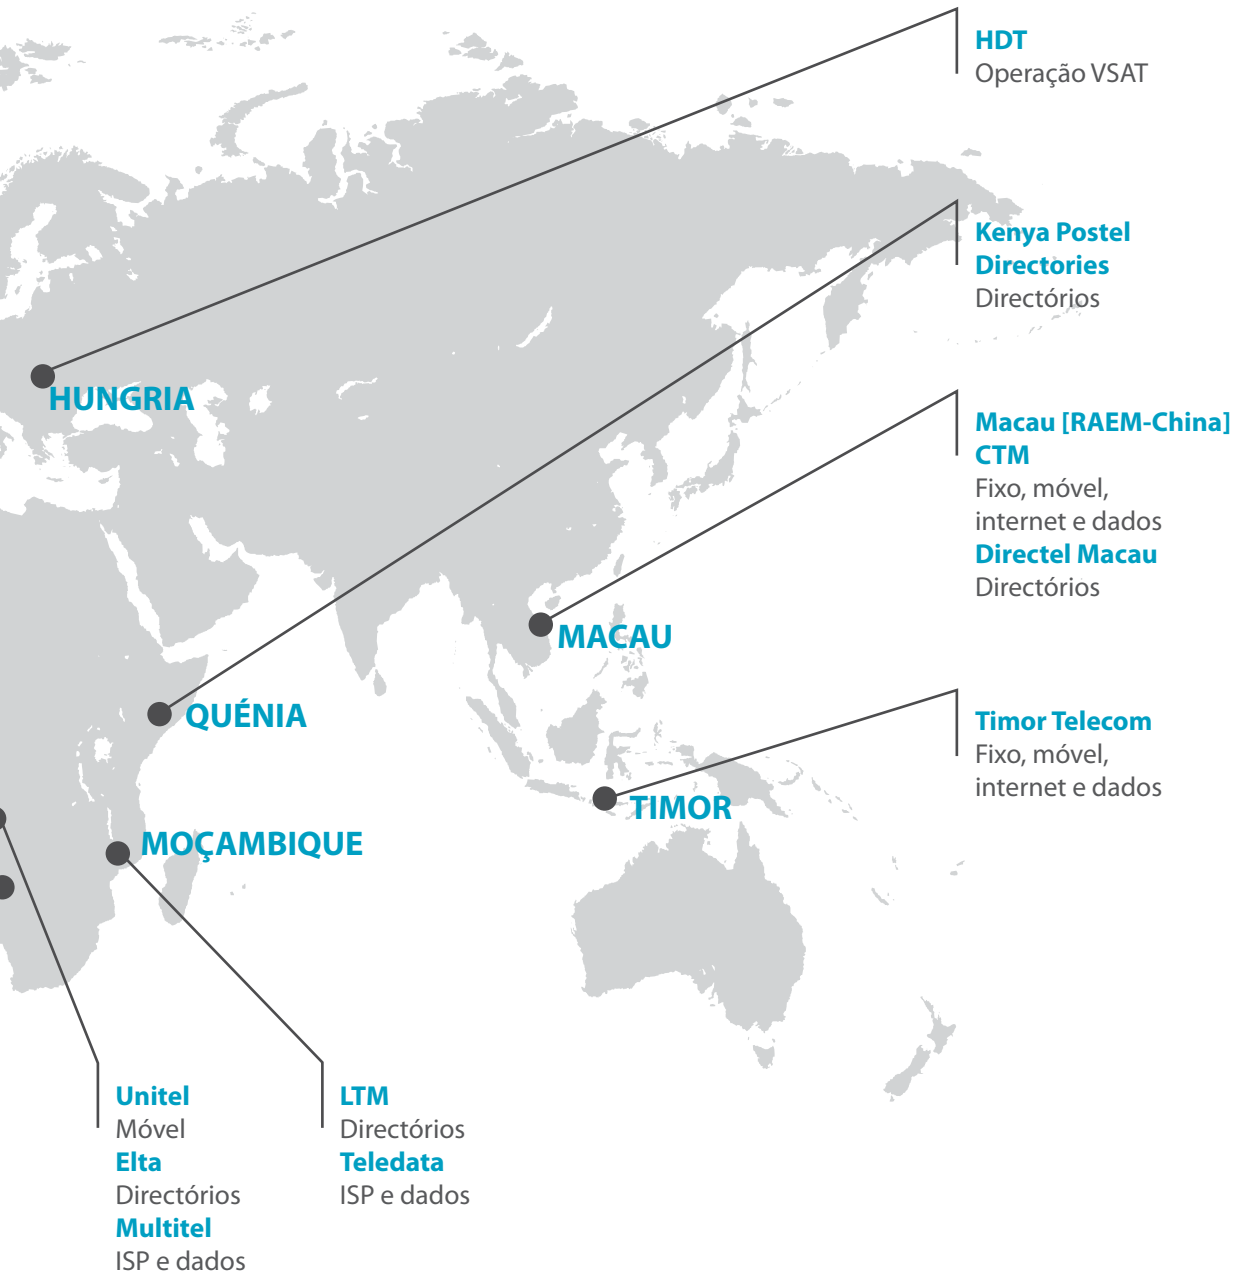 HDT
Operação VSAT
Kenya Postel
Directories
Directórios
HUNGRIA
Macau [RAEM-China]
CTM
Fixo, móvel,
internet e dados
Directel Macau
Directórios
MACAU
QUÉNIA
Timor Telecom
Fixo, móvel,
internet e dados
TIMOR
MOÇAMBIQUE
Unitel
Móvel
Elta
Directórios
Multitel
ISP e dados
LTM
Directórios
Teledata
ISP e dados